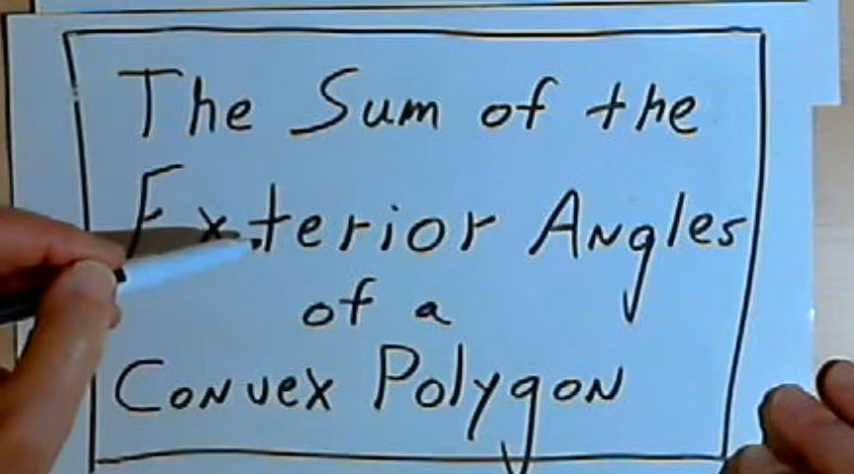 The Sum of the
Exterior Angles
of a
Convex Polygon